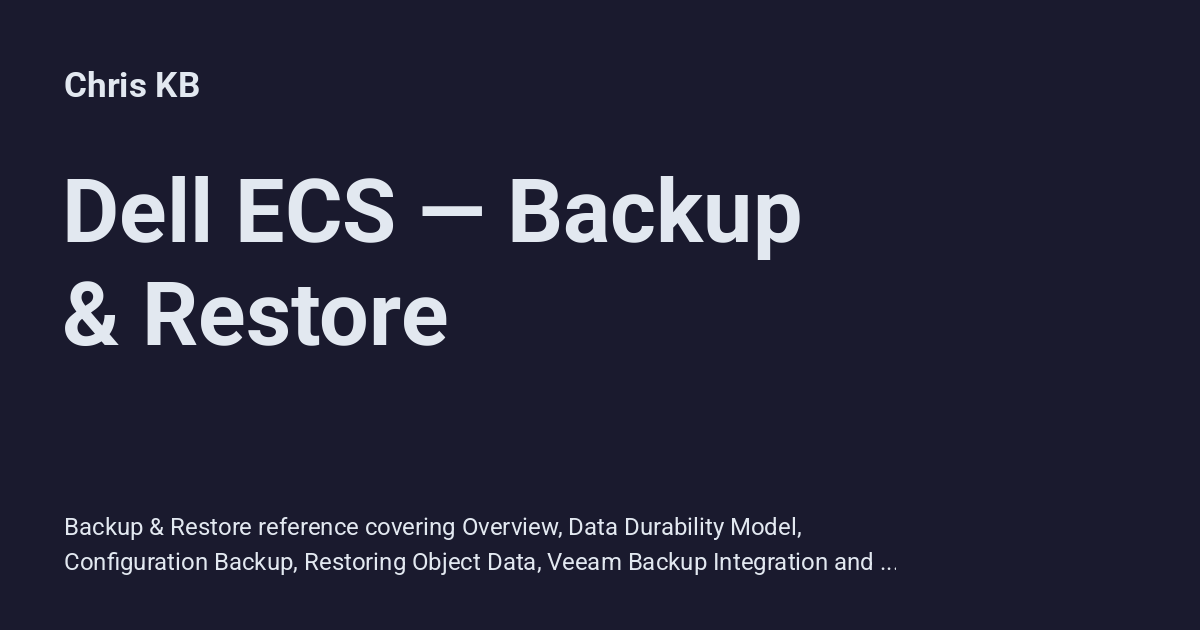 Chris KB
Dell ECS — Backup
& Restore
Backup & Restore reference covering Overview, Data Durability Model,
Configuration Backup, Restoring Object Data, Veeam Backup Integration and ...